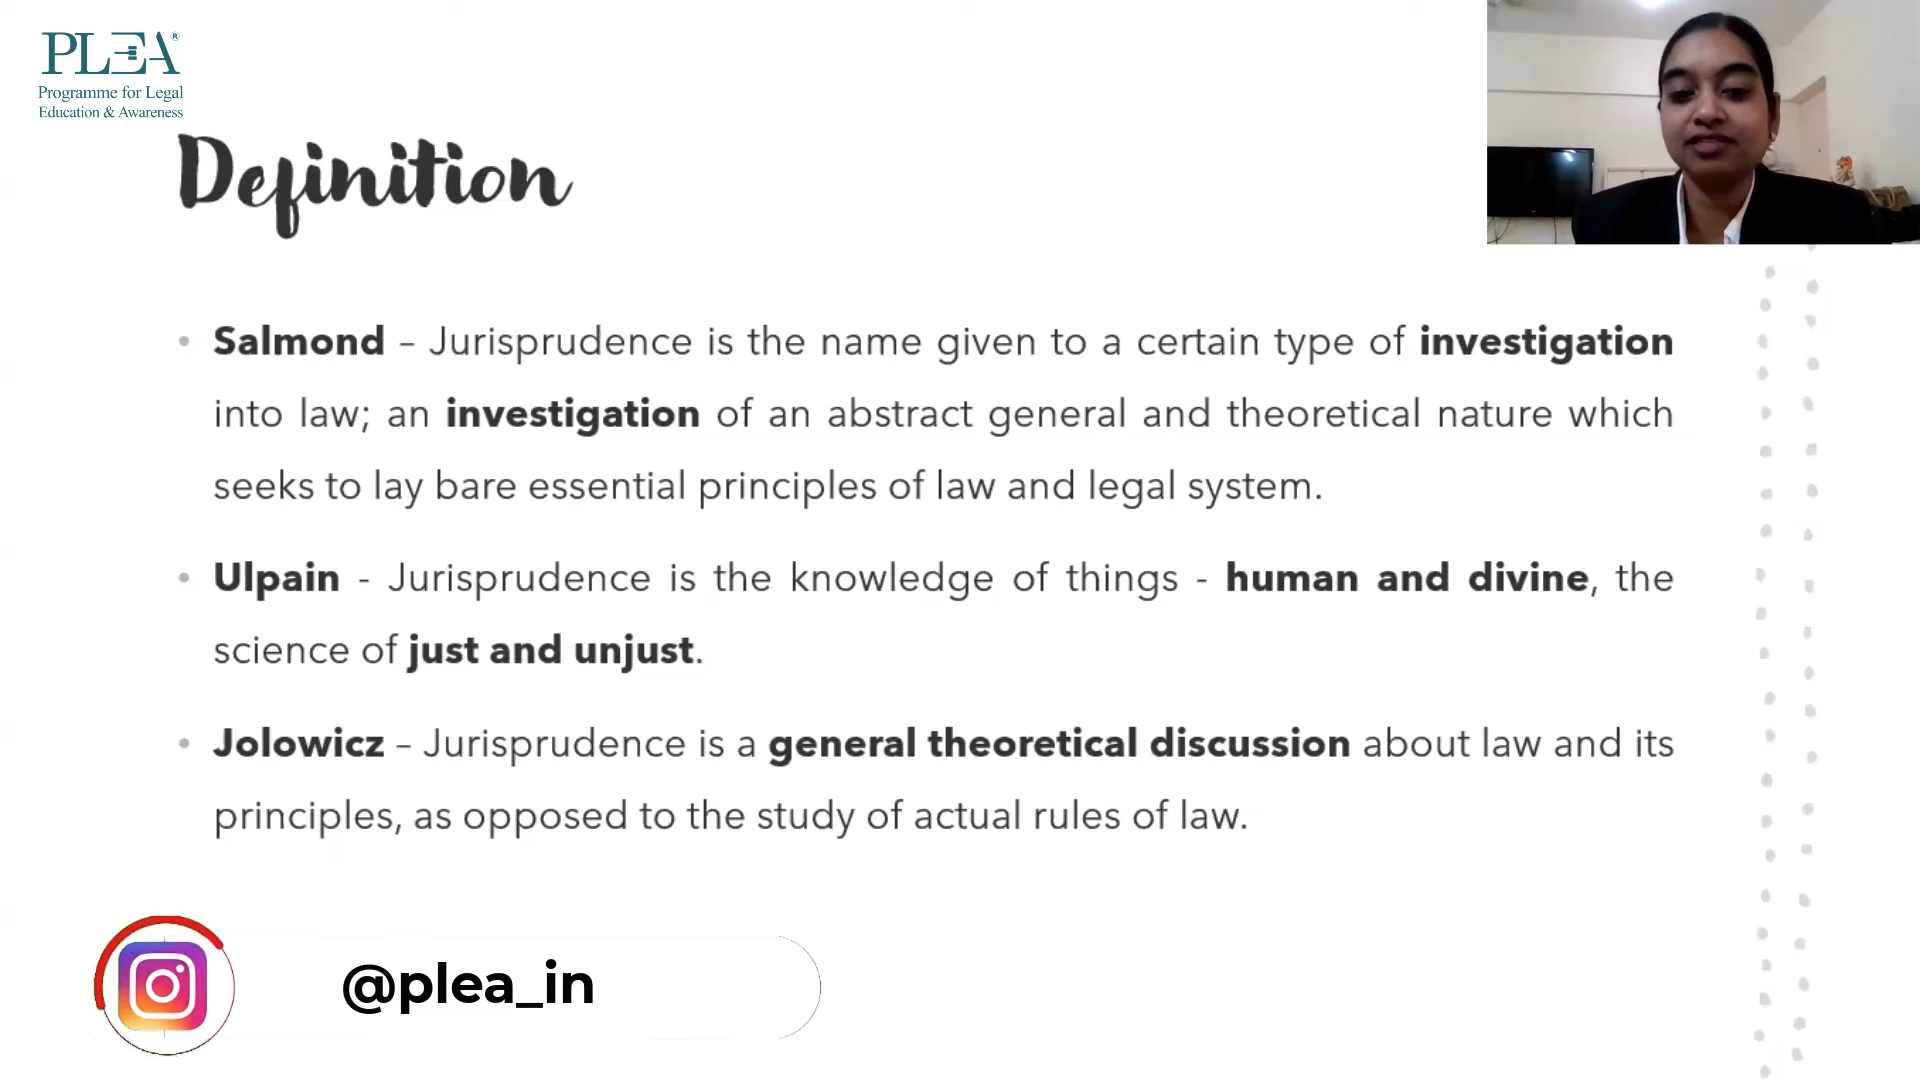 PLEA®
Programme for Legal
Education & Awareness
Definition
• Salmond – Jurisprudence is the name given to a certain type of investigation
into law; an investigation of an abstract general and theoretical nature which
seeks to lay bare essential principles of law and legal system.
• Ulpain - Jurisprudence is the knowledge of things - human and divine, the
science of just and unjust.
• Jolowicz – Jurisprudence is a general theoretical discussion about law and its
principles, as opposed to the study of actual rules of law.
@plea_in